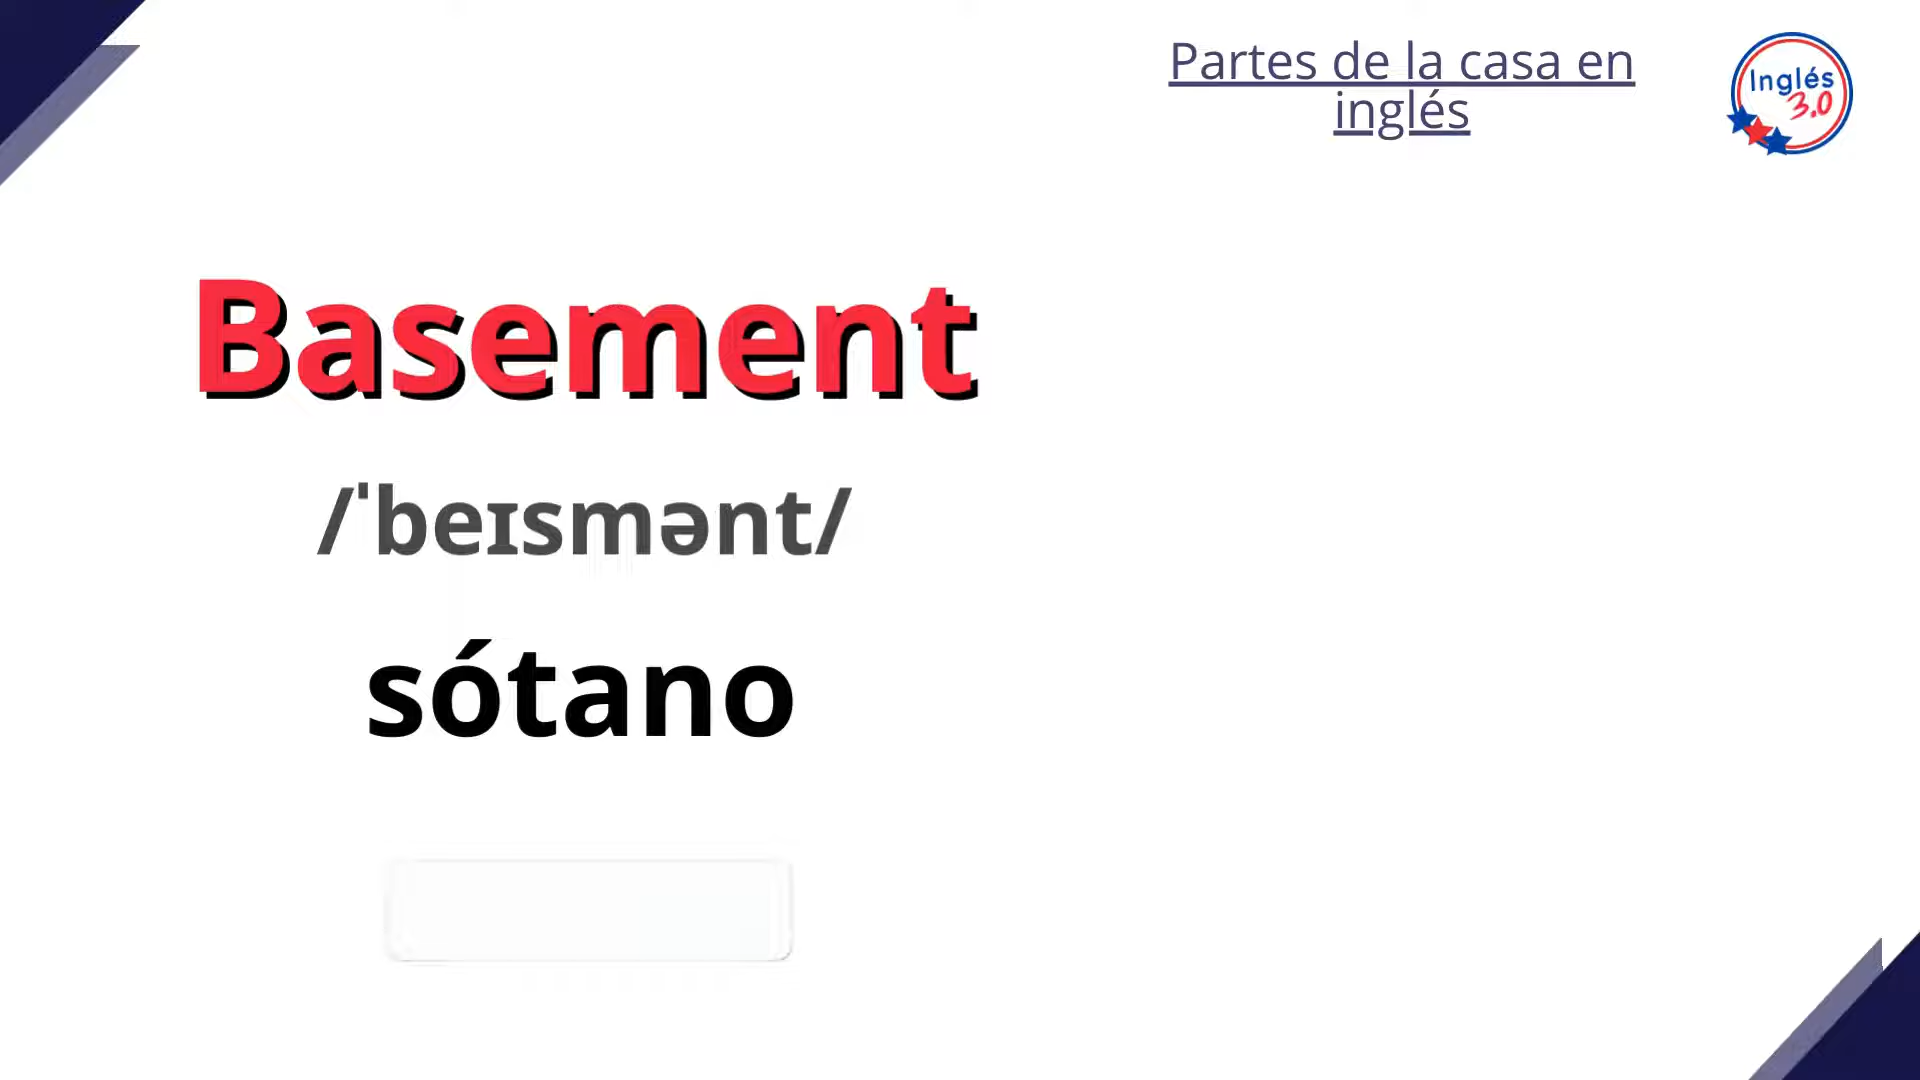 Partes de la casa en
inglés
Inglés
3.0
Basement
/ˈbeɪsmənt/
sótano